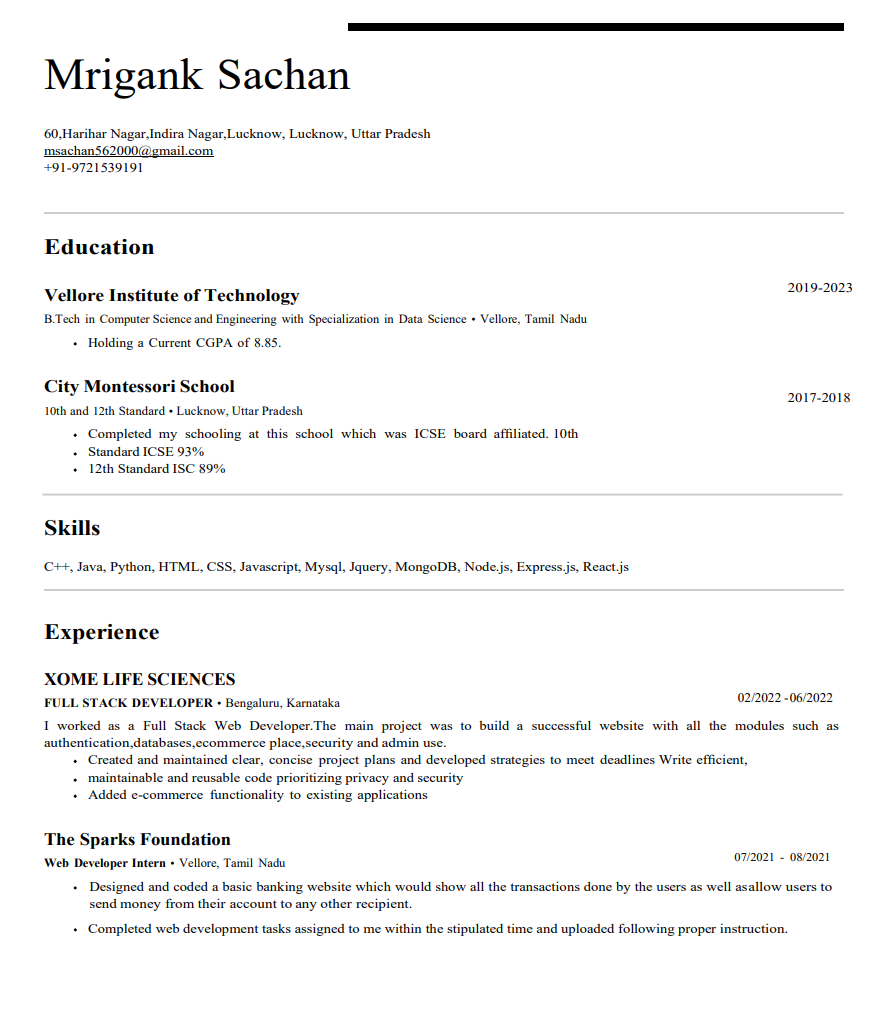 Mrigank Sachan
60,Harihar Nagar,Indira Nagar,Lucknow, Lucknow, Uttar Pradesh
msachan562000@gmail.com
+91-9721539191
Education
Vellore Institute of Technology
2019-2023
B.Tech in Computer Science and Engineering with Specialization in Data Science • Vellore, Tamil Nadu
• Holding a Current CGPA of 8.85.
City Montessori School
2017-2018
10th and 12th Standard • Lucknow, Uttar Pradesh
• Completed my schooling at this school which was ICSE board affiliated. 10th
• Standard ICSE 93%
• 12th Standard ISC 89%
Skills
C++, Java, Python, HTML, CSS, Javascript, Mysql, Jquery, MongoDB, Node.js, Express.js, React.js
Experience
XOME LIFE SCIENCES
FULL STACK DEVELOPER • Bengaluru, Karnataka
02/2022 -06/2022
I worked as a Full Stack Web Developer.The main project was to build a successful website with all the modules such as
authentication,databases,ecommerce place,security and admin use.
• Created and maintained clear, concise project plans and developed strategies to meet deadlines Write efficient,
• maintainable and reusable code prioritizing privacy and security
• Added e-commerce functionality to existing applications
The Sparks Foundation
Web Developer Intern • Vellore, Tamil Nadu
07/2021 - 08/2021
• Designed and coded a basic banking website which would show all the transactions done by the users as well asallow users to
send money from their account to any other recipient.
• Completed web development tasks assigned to me within the stipulated time and uploaded following proper instruction.